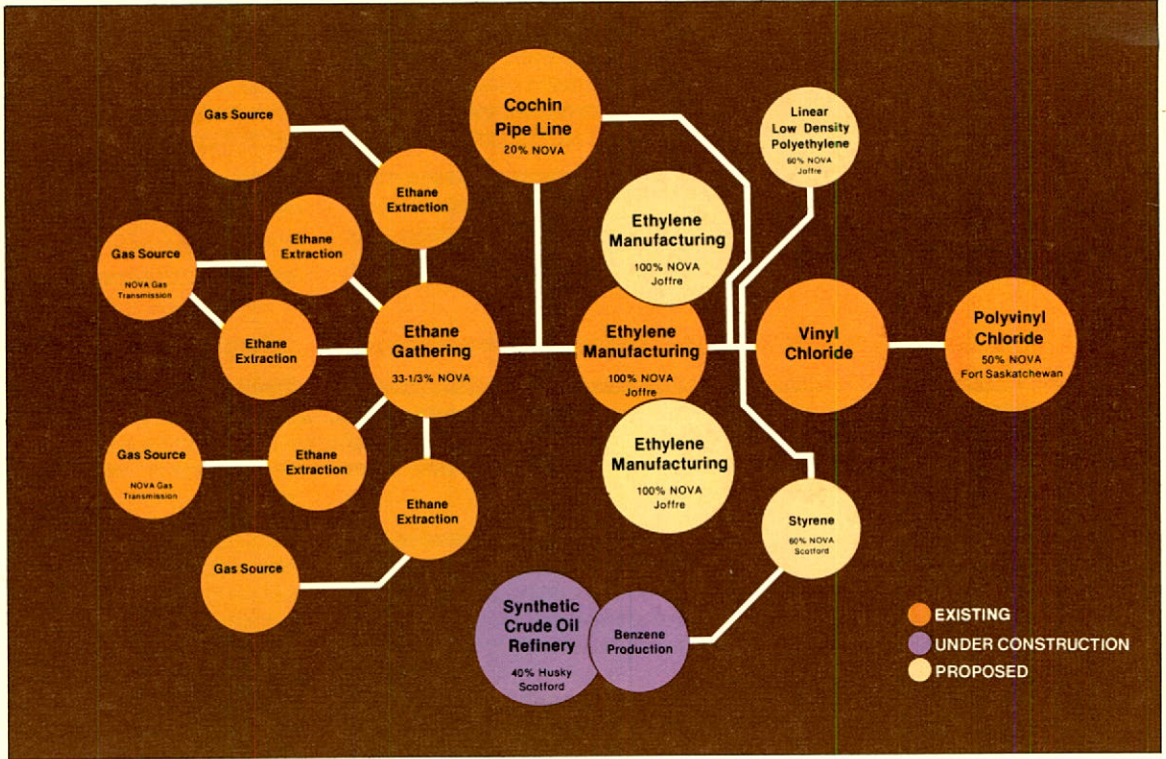 Gas Source
Ethane
Extraction
Ethane
Extraction
Gas Source
NOVA Gas
Transmission
Ethane
Extraction
Ethane
Gathering
33-1/3% NOVA
Gas Source
NOVA Gas
Transmission
Ethane
Extraction
Ethane
Extraction
Gas Source
Cochin
Pipe Line
20% NOVA
Ethylene
Manufacturing
100% NOVA
Joffre
Ethylene
Manufacturing
100% NOVA
Joffre
Ethylene
Manufacturing
100% NOVA
Joffre
Linear
Low Density
Polyethylene
60% NOVA
Joffre
Vinyl
Chloride
Polyvinyl
Chloride
50% NOVA
Fort Saskatchewan
Styrene
60% NOVA
Scotford
Synthetic
Crude Oil
Refinery
40% Husky
Scotford
Benzene
Production
EXISTING
UNDER CONSTRUCTION
PROPOSED